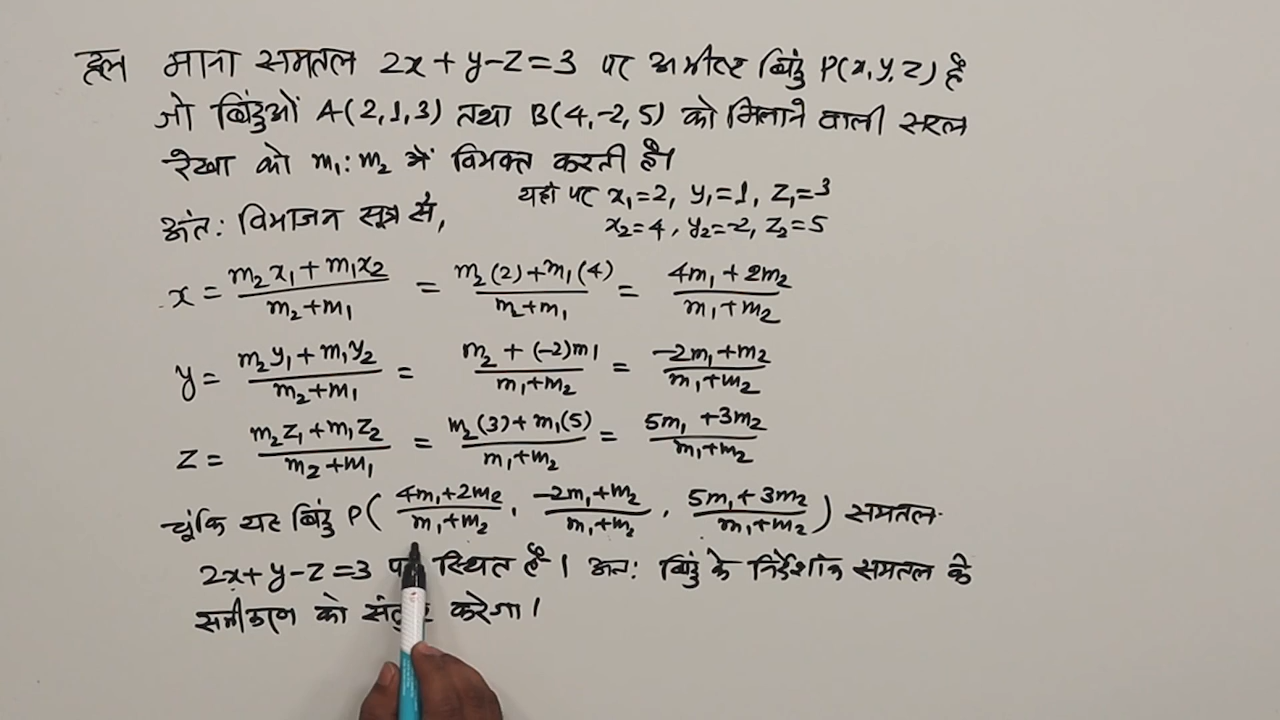 हल माना समतल 2x + y - z = 3 पर अभीष्ट बिंदु P(x, y, z) है
जो बिंदुओं A(2, 1, 3) तथा B(4, -2, 5) को मिलाने वाली सरल
रेखा को m₁ : m₂ में विभक्त करती है।
यहाँ पर x₁=2, y₁=1, z₁=3
x₂=4, y₂=-2, z₂=5
अंतः विभाजन सूत्र से,
x = (m₂x₁ + m₁x₂)/(m₂+m₁) = (m₂(2)+m₁(4))/(m₂+m₁) = (4m₁+2m₂)/(m₁+m₂)
y = (m₂y₁ + m₁y₂)/(m₂+m₁) = (m₂ + (-2)m₁)/(m₁+m₂) = (-2m₁+m₂)/(m₁+m₂)
z = (m₂z₁ + m₁z₂)/(m₂+m₁) = (m₂(3)+m₁(5))/(m₁+m₂) = (5m₁+3m₂)/(m₁+m₂)
चूंकि यह बिंदु P( (4m₁+2m₂)/(m₁+m₂), (-2m₁+m₂)/(m₁+m₂), (5m₁+3m₂)/(m₁+m₂) ) समतल
2x + y - z = 3 स्थित है। अतः बिंदु के निर्देशांक समतल के
समीकरण को करेगा।